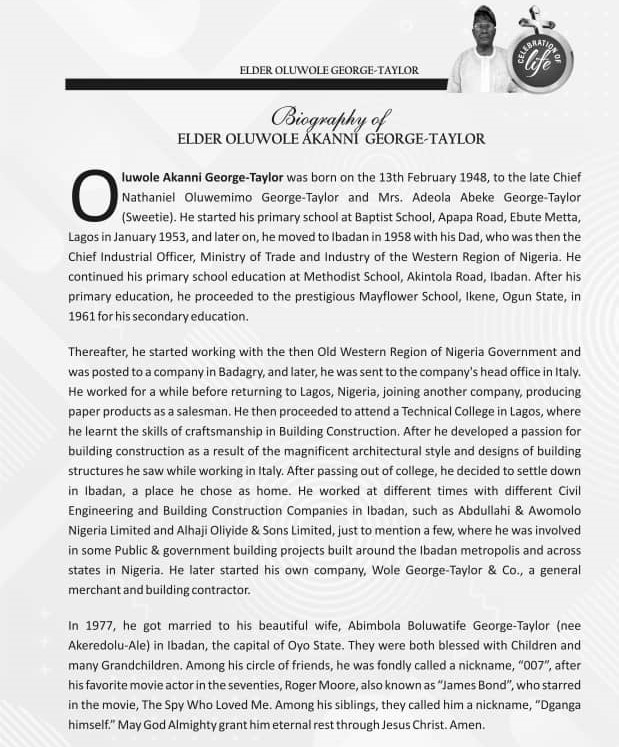 ELDER OLUWOLE GEORGE-TAYLOR
CELEBRATION OF
life
Biography of
ELDER OLUWOLE AKANNI GEORGE-TAYLOR
Oluwole Akanni George-Taylor was born on the 13th February 1948, to the late Chief
Nathaniel Oluwemimo George-Taylor and Mrs. Adeola Abeke George-Taylor
(Sweetie). He started his primary school at Baptist School, Apapa Road, Ebute Metta,
Lagos in January 1953, and later on, he moved to Ibadan in 1958 with his Dad, who was then the
Chief Industrial Officer, Ministry of Trade and Industry of the Western Region of Nigeria. He
continued his primary school education at Methodist School, Akintola Road, Ibadan. After his
primary education, he proceeded to the prestigious Mayflower School, Ikene, Ogun State, in
1961 for his secondary education.
Thereafter, he started working with the then Old Western Region of Nigeria Government and
was posted to a company in Badagry, and later, he was sent to the company's head office in Italy.
He worked for a while before returning to Lagos, Nigeria, joining another company, producing
paper products as a salesman. He then proceeded to attend a Technical College in Lagos, where
he learnt the skills of craftsmanship in Building Construction. After he developed a passion for
building construction as a result of the magnificent architectural style and designs of building
structures he saw while working in Italy. After passing out of college, he decided to settle down
in Ibadan, a place he chose as home. He worked at different times with different Civil
Engineering and Building Construction Companies in Ibadan, such as Abdullahi & Awomolo
Nigeria Limited and Alhaji Oliyide & Sons Limited, just to mention a few, where he was involved
in some Public & government building projects built around the Ibadan metropolis and across
states in Nigeria. He later started his own company, Wole George-Taylor & Co., a general
merchant and building contractor.
In 1977, he got married to his beautiful wife, Abimbola Boluwatife George-Taylor (nee
Akeredolu-Ale) in Ibadan, the capital of Oyo State. They were both blessed with Children and
many Grandchildren. Among his circle of friends, he was fondly called a nickname, “007”, after
his favorite movie actor in the seventies, Roger Moore, also known as “James Bond”, who starred
in the movie, The Spy Who Loved Me. Among his siblings, they called him a nickname, “Dganga
himself.” May God Almighty grant him eternal rest through Jesus Christ. Amen.